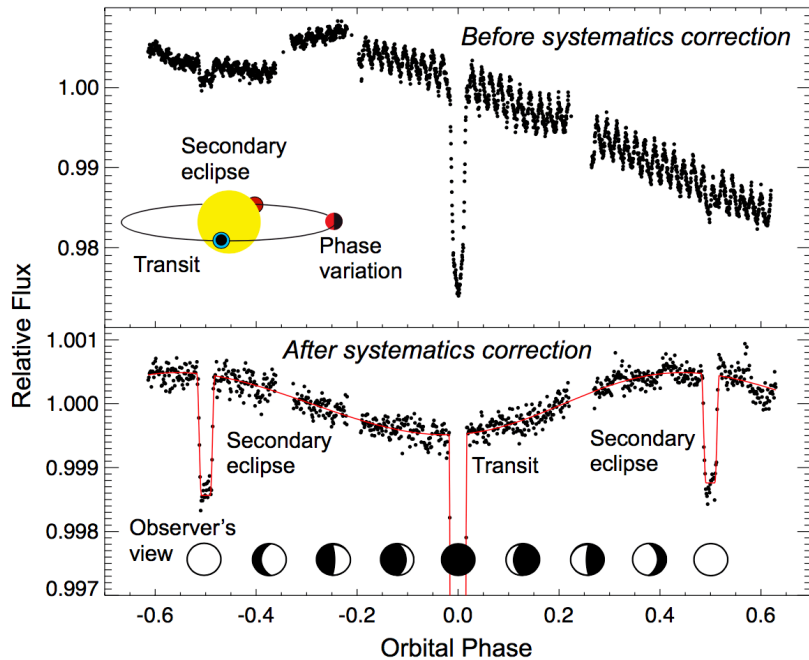 Before systematics correction
1.00
0.99
0.98
Secondary
eclipse
Transit
Phase
variation
Relative Flux
After systematics correction
1.001
1.000
0.999
0.998
0.997
Secondary
eclipse
Transit
Secondary
eclipse
Observer's
view
-0.6 -0.4 -0.2 0.0 0.2 0.4 0.6
Orbital Phase